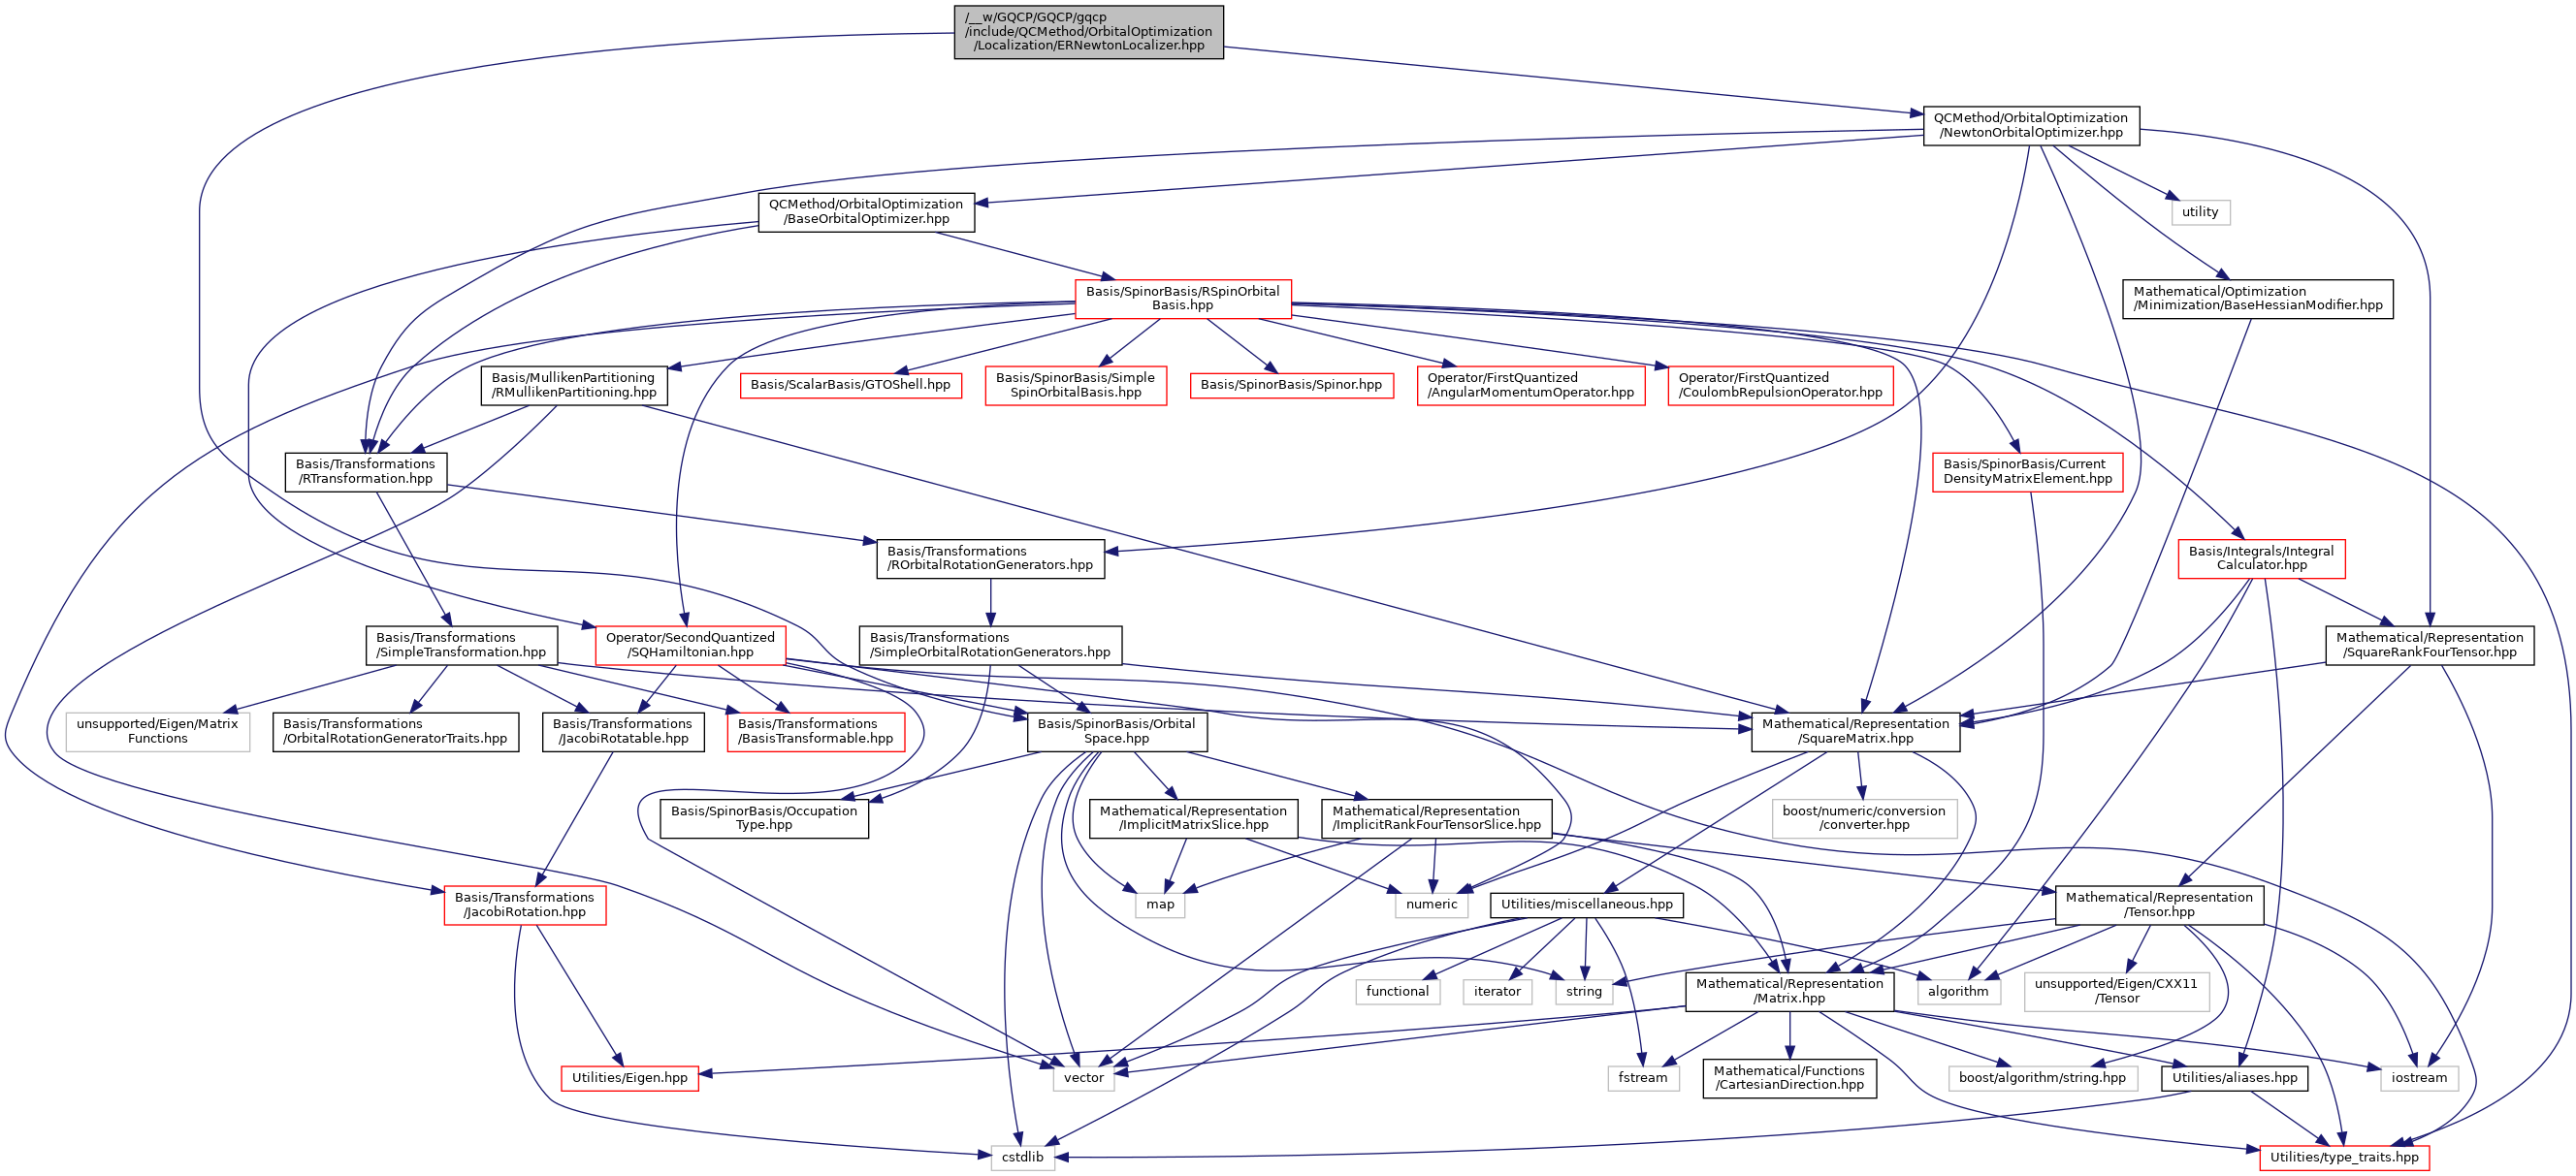 /__w/GQCP/GQCP/gqcp
/include/QCMethod/OrbitalOptimization
/Localization/ERNewtonLocalizer.hpp
QCMethod/OrbitalOptimization
/NewtonOrbitalOptimizer.hpp
QCMethod/OrbitalOptimization
/BaseOrbitalOptimizer.hpp
utility
Basis/SpinorBasis/RSpinOrbital
Basis.hpp
Mathematical/Optimization
/Minimization/BaseHessianModifier.hpp
Basis/MullikenPartitioning
/RMullikenPartitioning.hpp
Basis/ScalarBasis/GTOShell.hpp
Basis/SpinorBasis/Simple
SpinOrbitalBasis.hpp
Basis/SpinorBasis/Spinor.hpp
Operator/FirstQuantized
/AngularMomentumOperator.hpp
Operator/FirstQuantized
/CoulombRepulsionOperator.hpp
Basis/Transformations
/RTransformation.hpp
Basis/SpinorBasis/Current
DensityMatrixElement.hpp
Basis/Transformations
/ROrbitalRotationGenerators.hpp
Basis/Integrals/Integral
Calculator.hpp
Basis/Transformations
/SimpleTransformation.hpp
Operator/SecondQuantized
/SQHamiltonian.hpp
Basis/Transformations
/SimpleOrbitalRotationGenerators.hpp
Mathematical/Representation
/SquareRankFourTensor.hpp
unsupported/Eigen/Matrix
Functions
Basis/Transformations
/OrbitalRotationGeneratorTraits.hpp
Basis/Transformations
/JacobiRotatable.hpp
Basis/Transformations
/BasisTransformable.hpp
Basis/SpinorBasis/Orbital
Space.hpp
Mathematical/Representation
/SquareMatrix.hpp
Basis/SpinorBasis/Occupation
Type.hpp
Mathematical/Representation
/ImplicitMatrixSlice.hpp
Mathematical/Representation
/ImplicitRankFourTensorSlice.hpp
boost/numeric/conversion
/converter.hpp
Basis/Transformations
/JacobiRotation.hpp
map
numeric
Utilities/miscellaneous.hpp
Mathematical/Representation
/Tensor.hpp
functional
iterator
string
Mathematical/Representation
/Matrix.hpp
algorithm
unsupported/Eigen/CXX11
/Tensor
Utilities/Eigen.hpp
vector
fstream
Mathematical/Functions
/CartesianDirection.hpp
boost/algorithm/string.hpp
Utilities/aliases.hpp
iostream
cstdlib
Utilities/type_traits.hpp